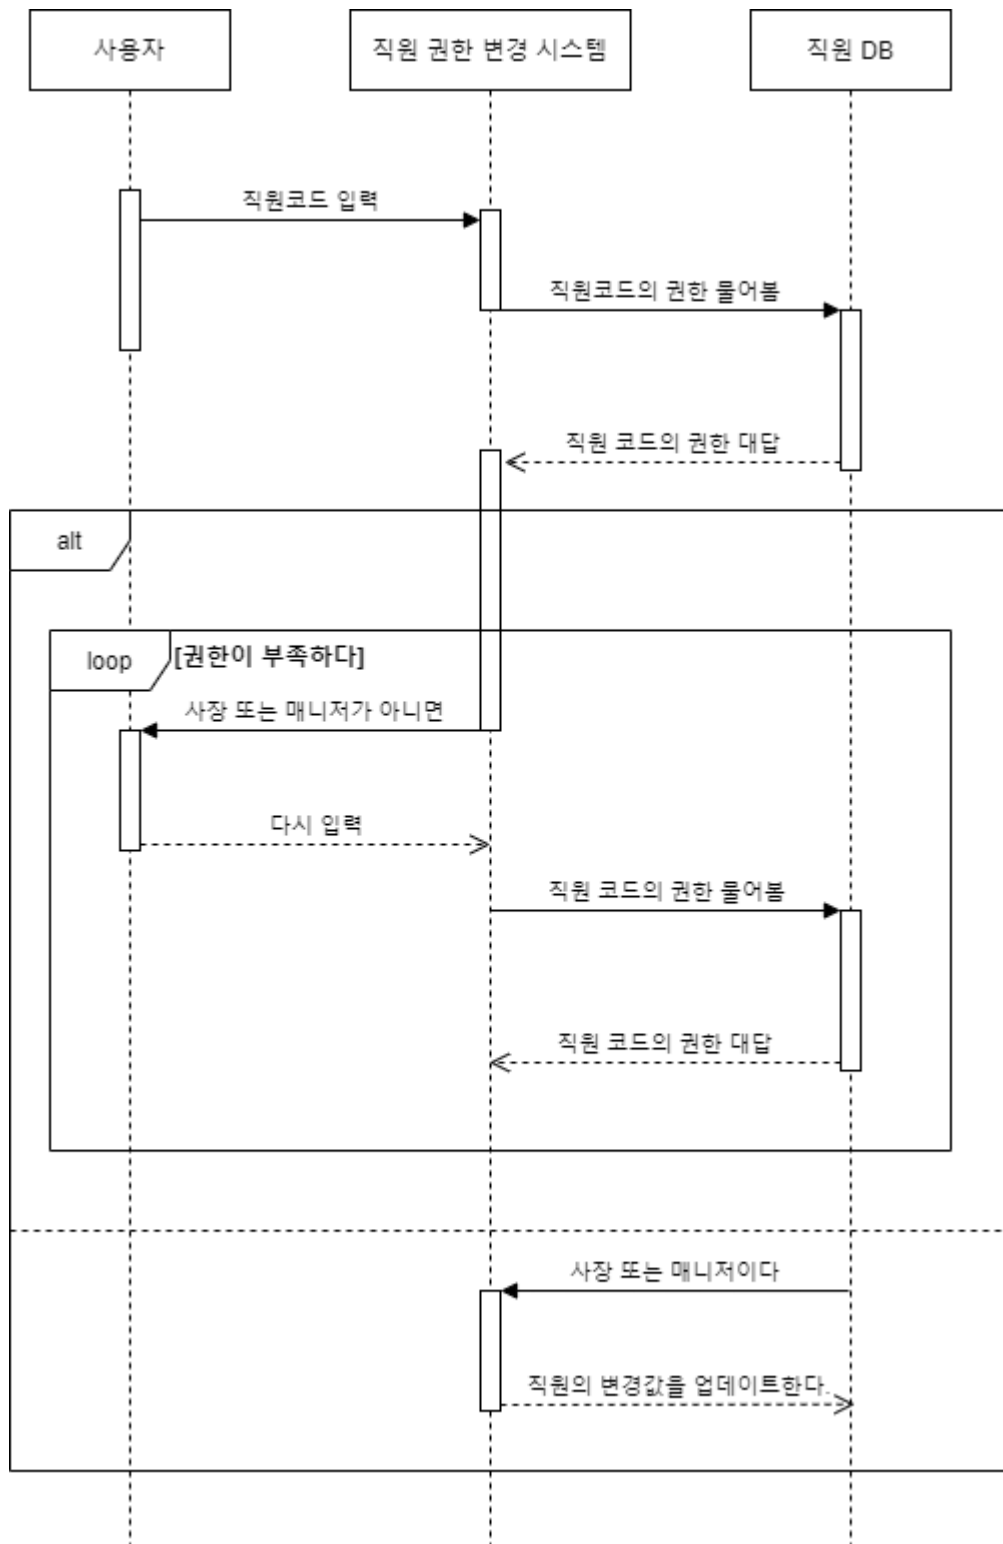 사용자
직원 권한 변경 시스템
직원 DB
직원코드 입력
직원코드의 권한 물어봄
직원 코드의 권한 대답
alt
loop
[권한이 부족하다]
사장 또는 매니저가 아니면
다시 입력
직원 코드의 권한 물어봄
직원 코드의 권한 대답
사장 또는 매니저이다
직원의 변경값을 업데이트한다.